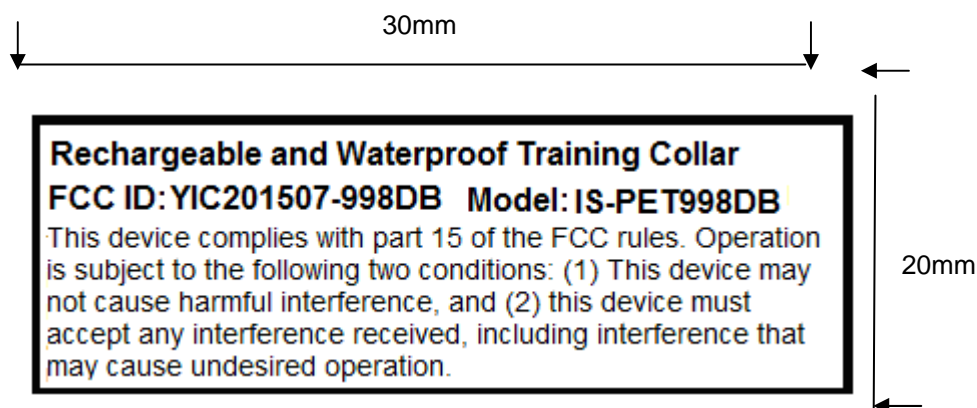 30mm
Rechargeable and Waterproof Training Collar
FCC ID: YIC201507-998DB Model: IS-PET998DB
This device complies with part 15 of the FCC rules. Operation
is subject to the following two conditions: (1) This device may
not cause harmful interference, and (2) this device must
accept any interference received, including interference that
may cause undesired operation.
20mm